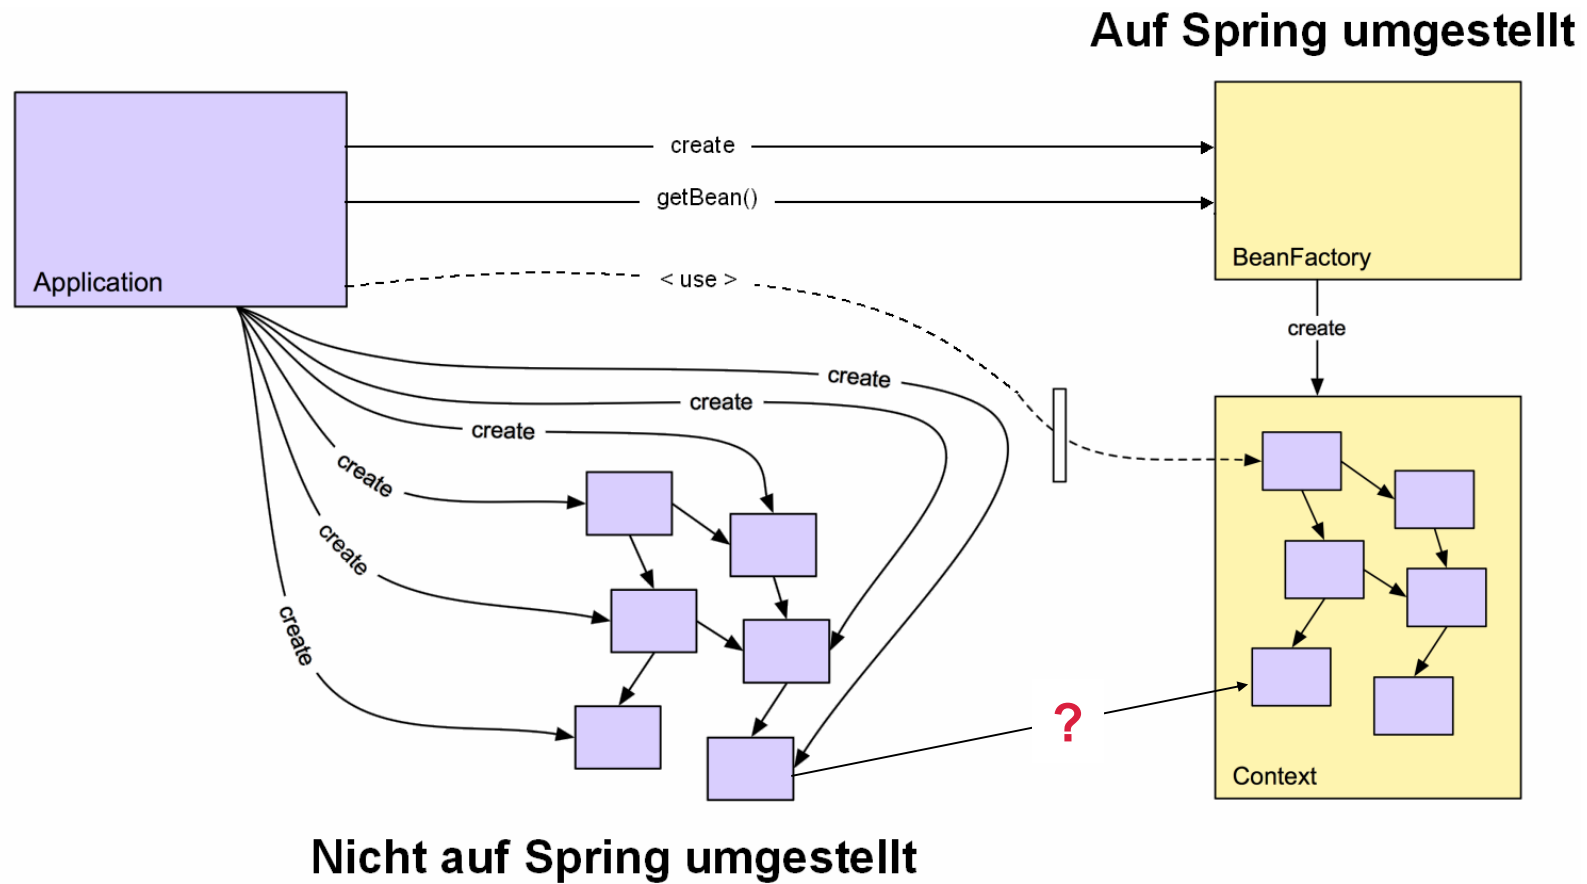 Auf Spring umgestellt
create
getBean()
< use >
Application
BeanFactory
create
create
create
create
create
create
create
?
Context
Nicht auf Spring umgestellt